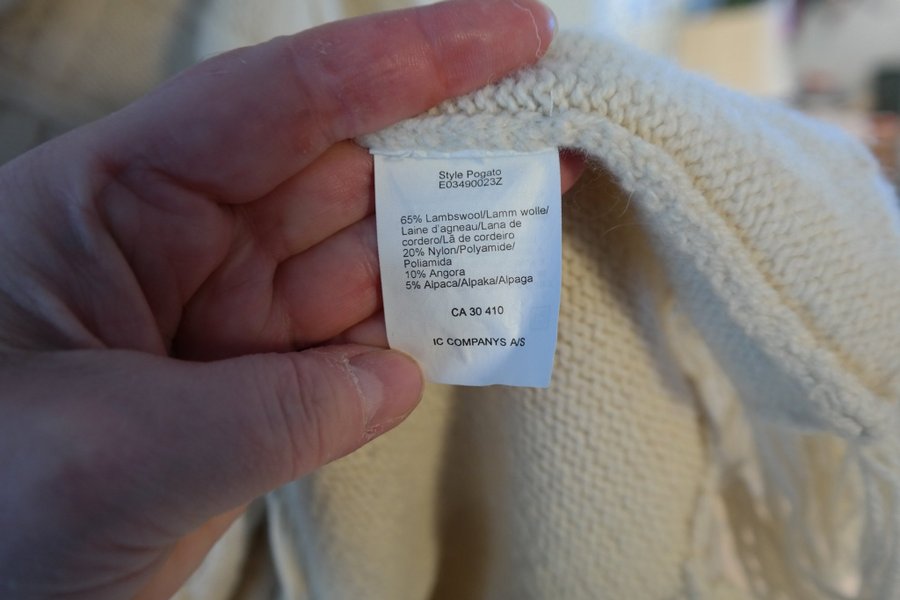 Style Pogato
E03490023Z
65% Lambswool/Lamm wolle/
Laine d'agneau/Lana de
cordero/Lã de cordeiro
20% Nylon/Polyamide/
Poliamida
10% Angora
5% Alpaca/Alpaka/Alpaga
CA 30 410
IC COMPANYS A/S